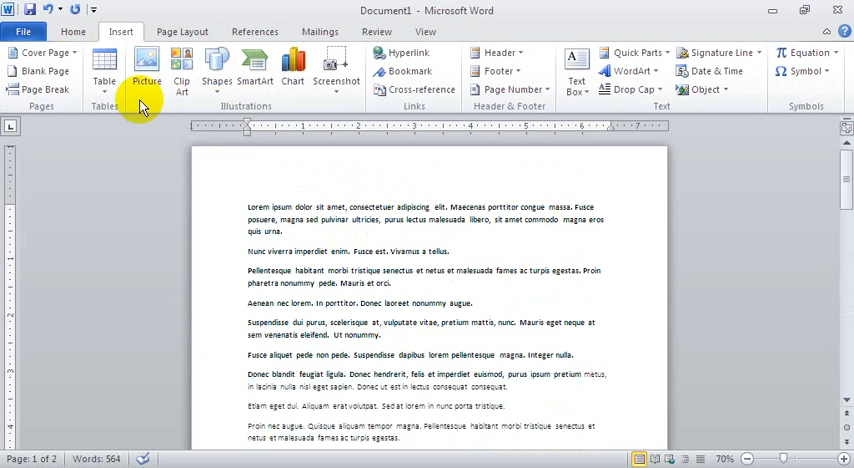 Document1 - Microsoft Word
File Home Insert Page Layout References Mailings Review View
Cover Page
Blank Page
Page Break
Pages
Table
Tables
Picture
Clip Art
Shapes
SmartArt
Chart
Screenshot
Illustrations
Hyperlink
Bookmark
Cross-reference
Links
Header
Footer
Page Number
Header & Footer
Text Box
Quick Parts
WordArt
Drop Cap
Signature Line
Date & Time
Object
Text
Equation
Symbol
Symbols
1 2 3 4 5 6 7
Lorem ipsum dolor sit amet, consectetuer adipiscing elit. Maecenas porttitor congue massa. Fusce
posuere, magna sed pulvinar ultricies, purus lectus malesuada libero, sit amet commodo magna eros
quis urna.
Nunc viverra imperdiet enim. Fusce est. Vivamus a tellus.
Pellentesque habitant morbi tristique senectus et netus et malesuada fames ac turpis egestas. Proin
pharetra nonummy pede. Mauris et orci.
Aenean nec lorem. In porttitor. Donec laoreet nonummy augue.
Suspendisse dui purus, scelerisque at, vulputate vitae, pretium mattis, nunc. Mauris eget neque at
sem venenatis eleifend. Ut nonummy.
Fusce aliquet pede non pede. Suspendisse dapibus lorem pellentesque magna. Integer nulla.
Donec blandit feugiat ligula. Donec hendrerit, felis et imperdiet euismod, purus ipsum pretium metus,
in lacinia nulla nisl eget sapien. Donec ut est in lectus consequat consequat.
Etiam eget dui. Aliquam erat volutpat. Sed at lorem in nunc porta tristique.
Proin nec augue. Quisque aliquam tempor magna. Pellentesque habitant morbi tristique senectus
et netus et malesuada fames ac turpis egestas.
1
2
3
4
Page: 1 of 2 Words: 564 70%